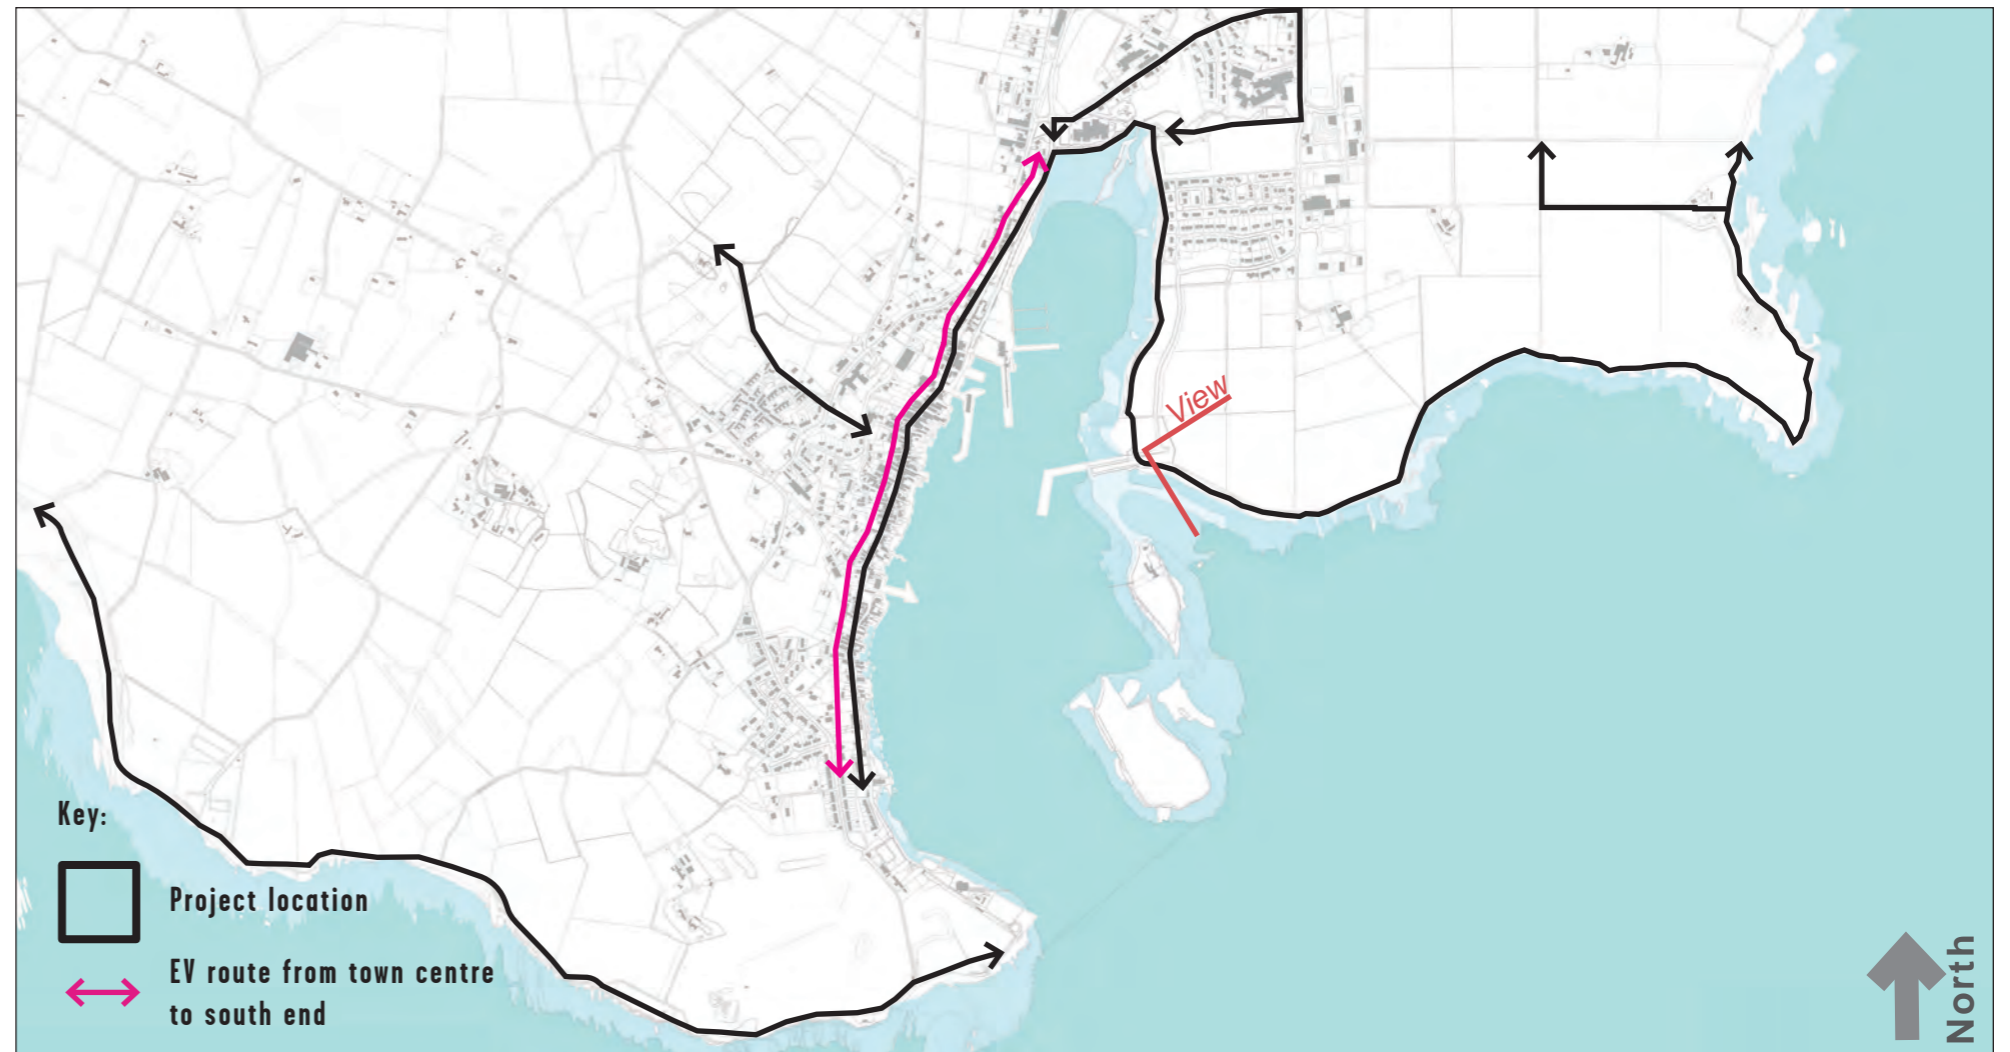 View
Key:
Project location
EV route from town centre
to south end
North